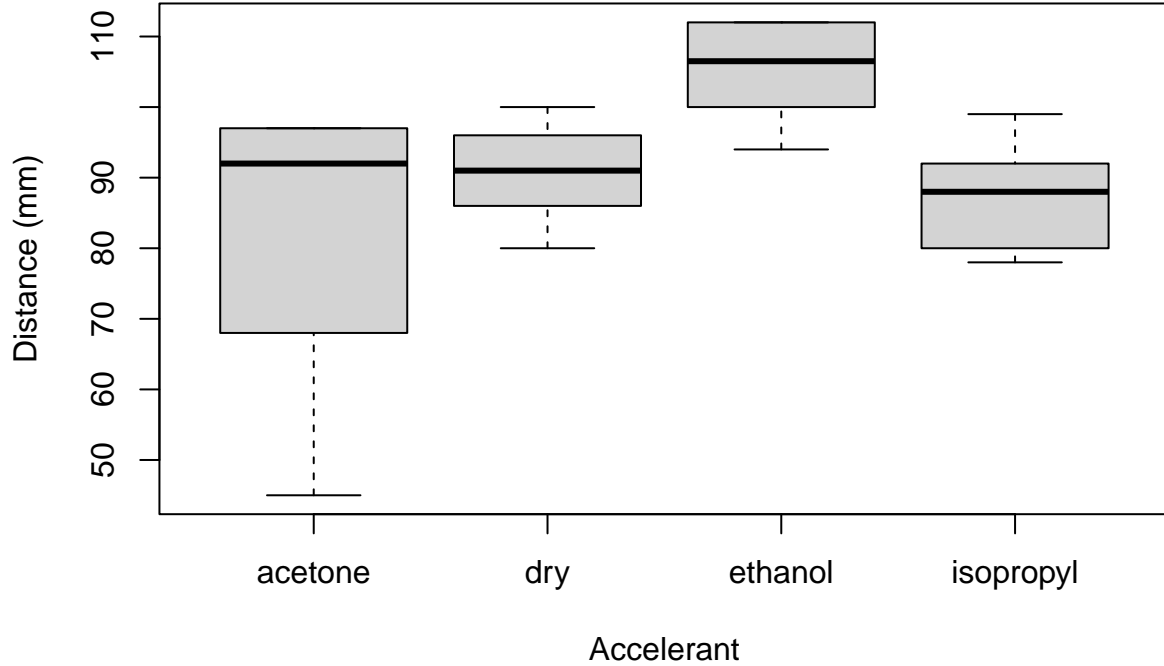 110
90
80
70
60
50
Distance (mm)
acetone
dry
ethanol
isopropyl
Accelerant